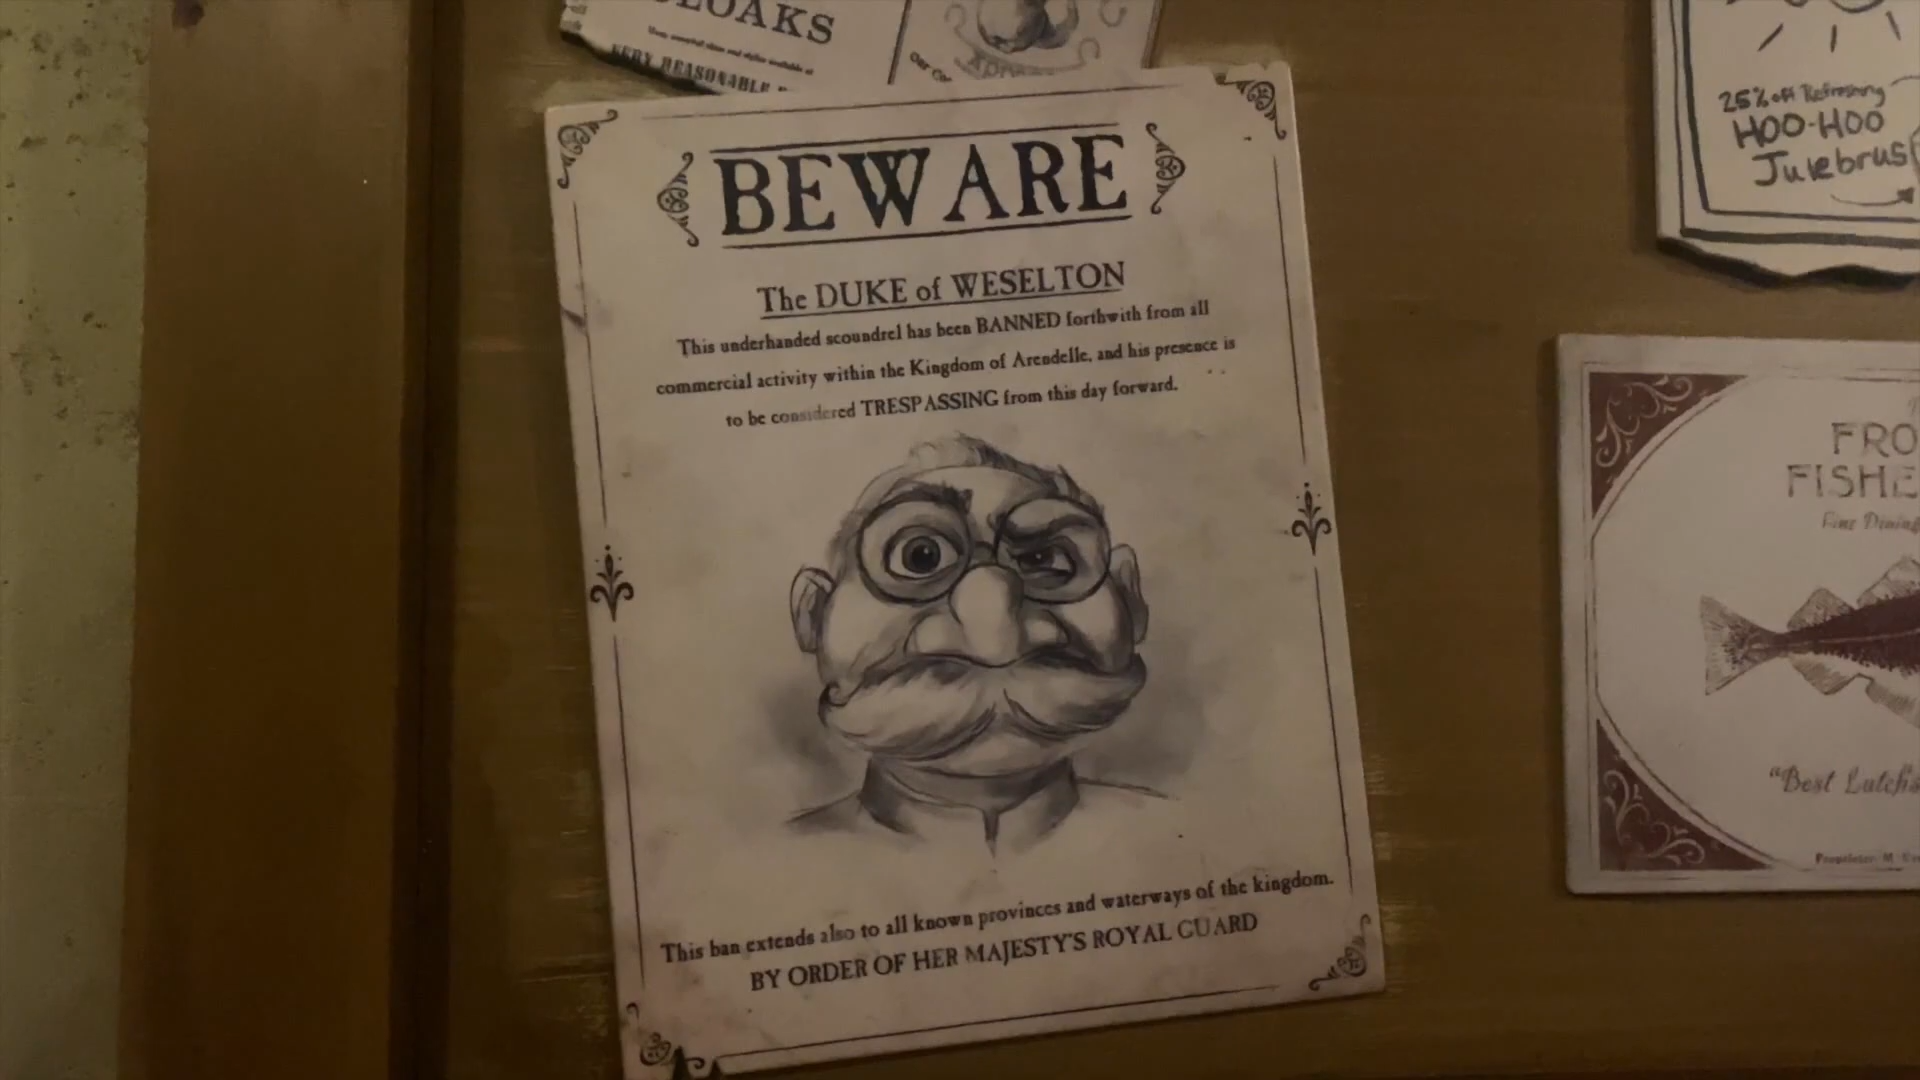 CLOAKS
VERY REASONABLE
Our
BEWARE
The DUKE of WESELTON
This underhanded scoundrel has been BANNED forthwith from all
commercial activity within the Kingdom of Arendelle, and his presence is
to be considered TRESPASSING from this day forward.
This ban extends also to all known provinces and waterways of the kingdom.
BY ORDER OF HER MAJESTY'S ROYAL GUARD
25% off Refreshing
HOO-HOO
Julebrus
FRO
FISHE
Fine Dining
"Best Lutefis
Proprietor: M.